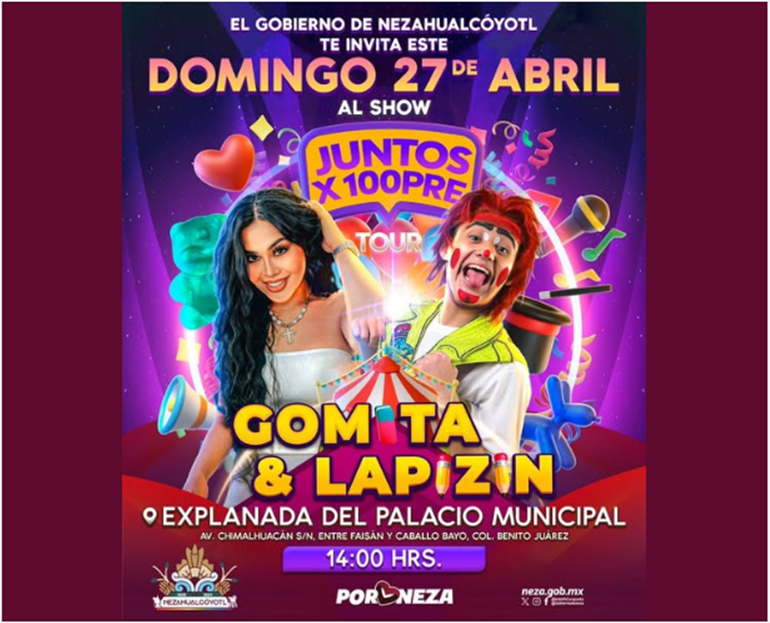 EL GOBIERNO DE NEZAHUALCÓYOTL
TE INVITA ESTE
DOMINGO 27 DE ABRIL
AL SHOW
JUNTOS
X 100PRE
TOUR
GOMITA
& LAPIZIN
EXPLANADA DEL PALACIO MUNICIPAL
AV. CHIMALHUACÁN S/N, ENTRE FAISÁN Y CABALLO BAYO, COL. BENITO JUÁREZ
14:00 HRS.
NEZAHUALCÓYOTL
POR NEZA
neza.gob.mx